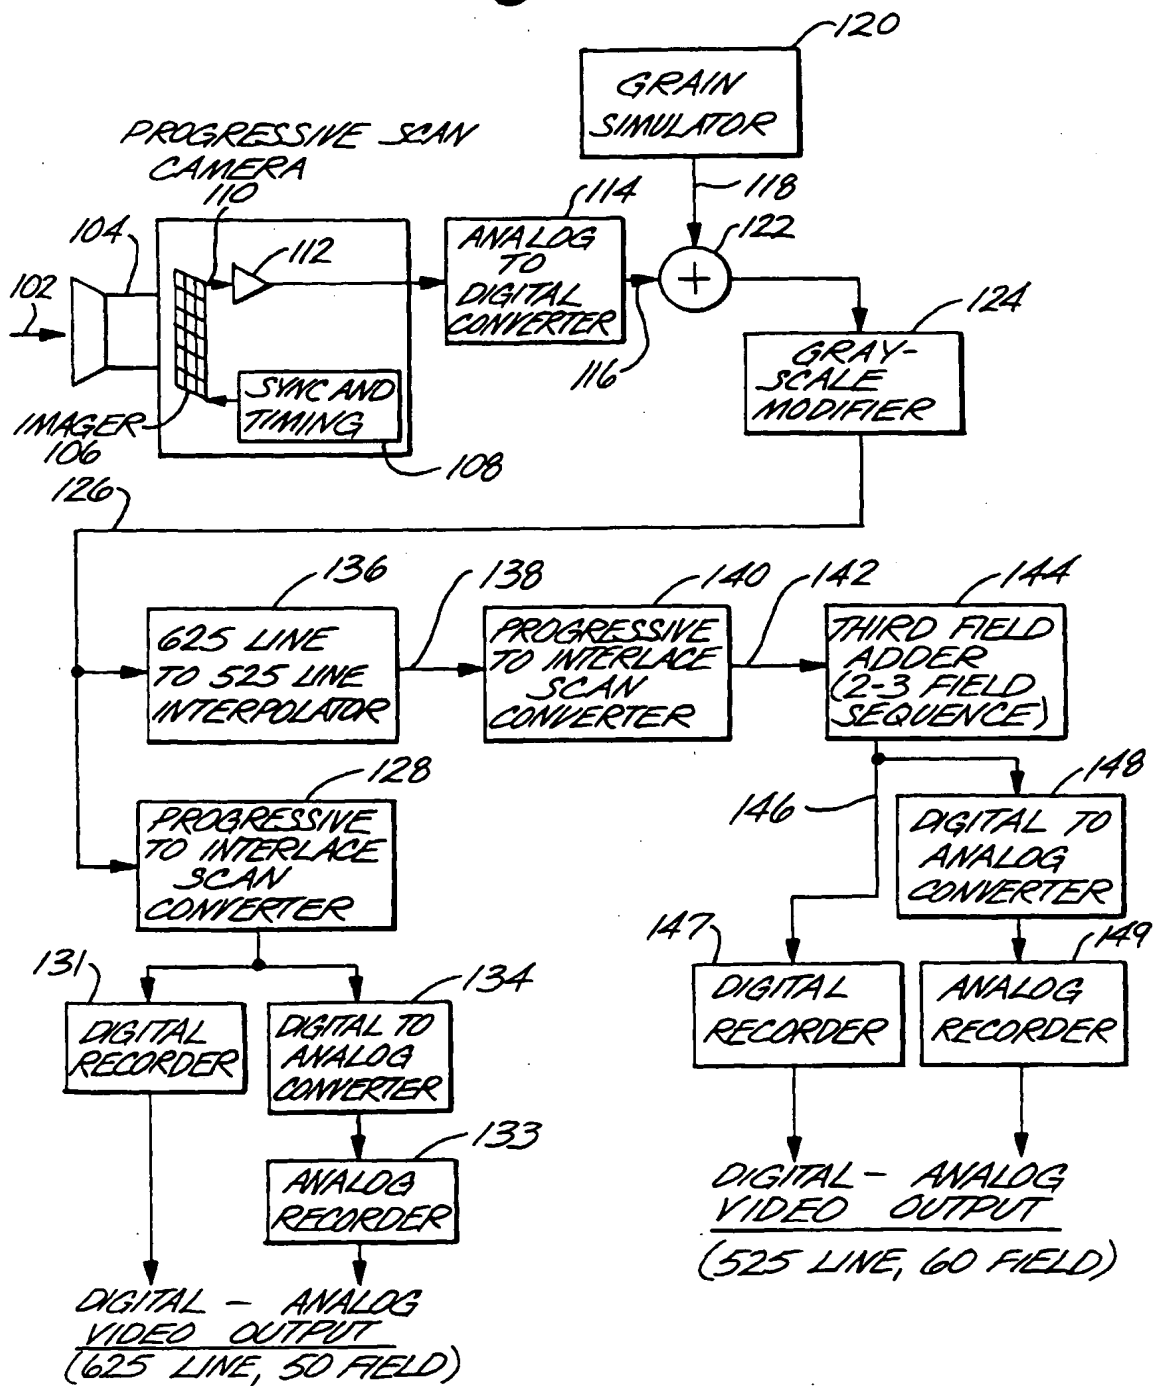 120
GRAIN
SIMULATOR
PROGRESSIVE SCAN
CAMERA
110
118
114
104
112
ANALOG
TO
DIGITAL
CONVERTER
122
+
102
124
116
GRAY-
SCALE
MODIFIER
SYNC AND
TIMING
IMAGER
106
108
126
136
138
140
142
144
625 LINE
TO 525 LINE
INTERPOLATOR
PROGRESSIVE
TO INTERLACE
SCAN
CONVERTER
THIRD FIELD
ADDER
(2-3 FIELD
SEQUENCE)
128
148
146
PROGRESSIVE
TO INTERLACE
SCAN
CONVERTER
DIGITAL TO
ANALOG
CONVERTER
147
149
131
134
DIGITAL
RECORDER
ANALOG
RECORDER
DIGITAL
RECORDER
DIGITAL TO
ANALOG
CONVERTER
133
ANALOG
RECORDER
DIGITAL - ANALOG
VIDEO OUTPUT
(525 LINE, 60 FIELD)
DIGITAL - ANALOG
VIDEO OUTPUT
(625 LINE, 50 FIELD)